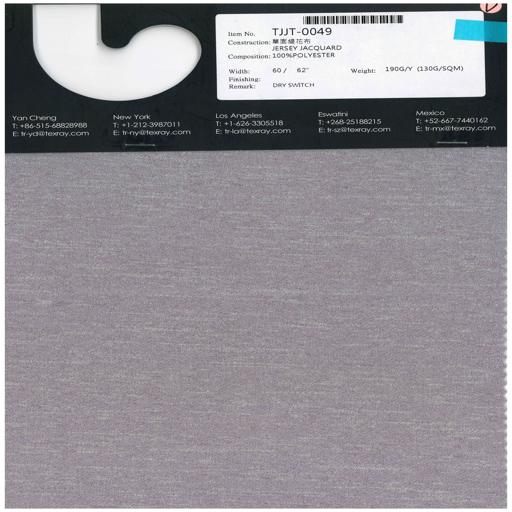 Item No. TJJT-0049
Construction: 單面緹花布
JERSEY JACQUARD
Composition: 100%POLYESTER
Width: 60 / 62" Weight: 190G/Y (130G/SQM)
Finishing:
Remark: DRY SWITCH
Yan Cheng
T: +86-515-68828988
E: tr-yd@texray.com
New York
T: +1-212-3987011
E: tr-ny@texray.com
Los Angeles
T: +1-626-3305518
E: tr-la@texray.com
Eswatini
T: +268-25188215
E: tr-sz@texray.com
Mexico
T: +52-667-7440162
E: tr-mx@texray.com